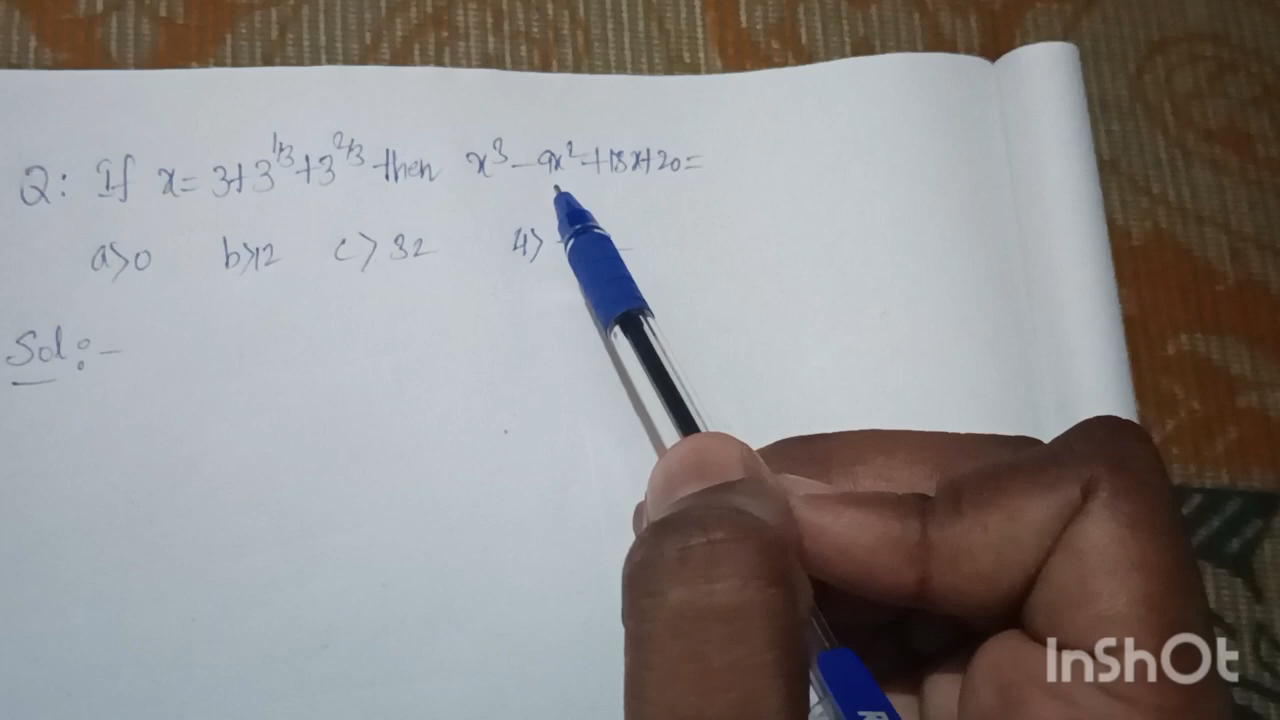 Q: If x = 3+3^1/3+3^2/3 then x^3-9x^2+18x+20=
a>0 b>12 c>32 4>
Sol:-
InShOt